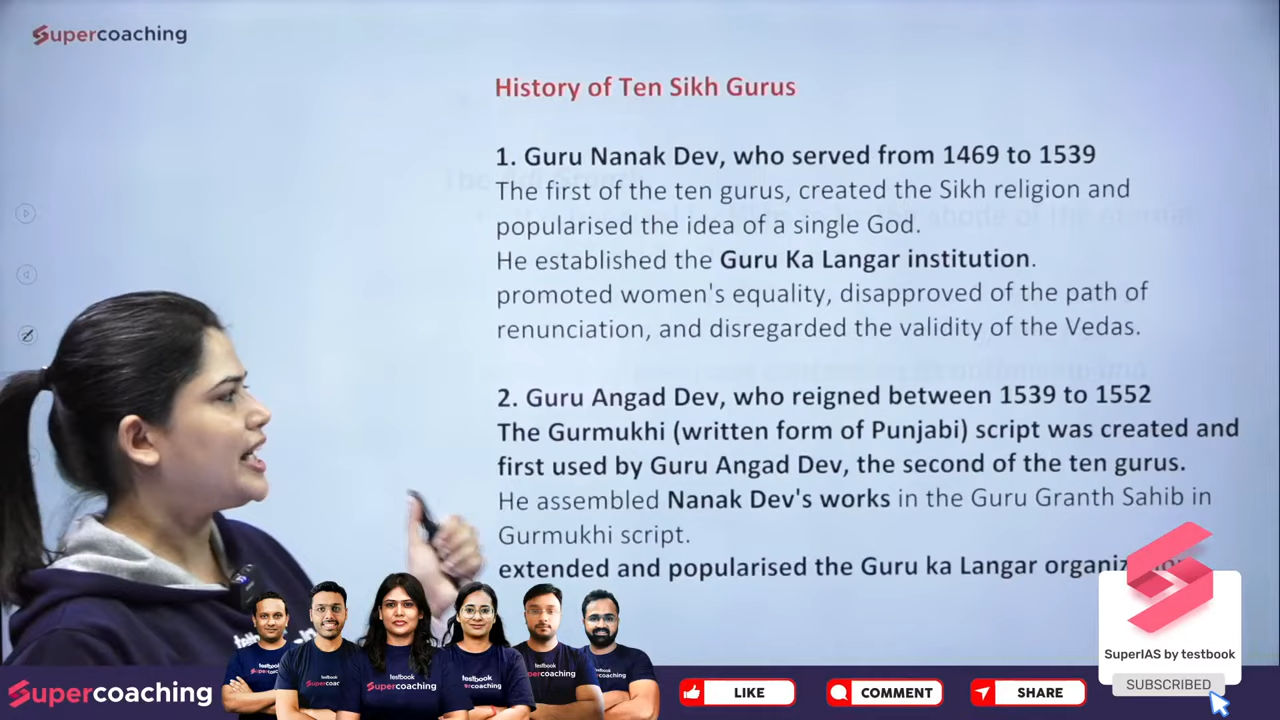 Supercoaching
History of Ten Sikh Gurus
1. Guru Nanak Dev, who served from 1469 to 1539
The first of the ten gurus, created the Sikh religion and
popularised the idea of a single God.
He established the Guru Ka Langar institution.
promoted women's equality, disapproved of the path of
renunciation, and disregarded the validity of the Vedas.
2. Guru Angad Dev, who reigned between 1539 to 1552
The Gurmukhi (written form of Punjabi) script was created and
first used by Guru Angad Dev, the second of the ten gurus.
He assembled Nanak Dev's works in the Guru Granth Sahib in
Gurmukhi script.
extended and popularised the Guru ka Langar
SuperIAS by testbook
SUBSCRIBED
Supercoaching
testbook
Supercoaching
LIKE
COMMENT
SHARE